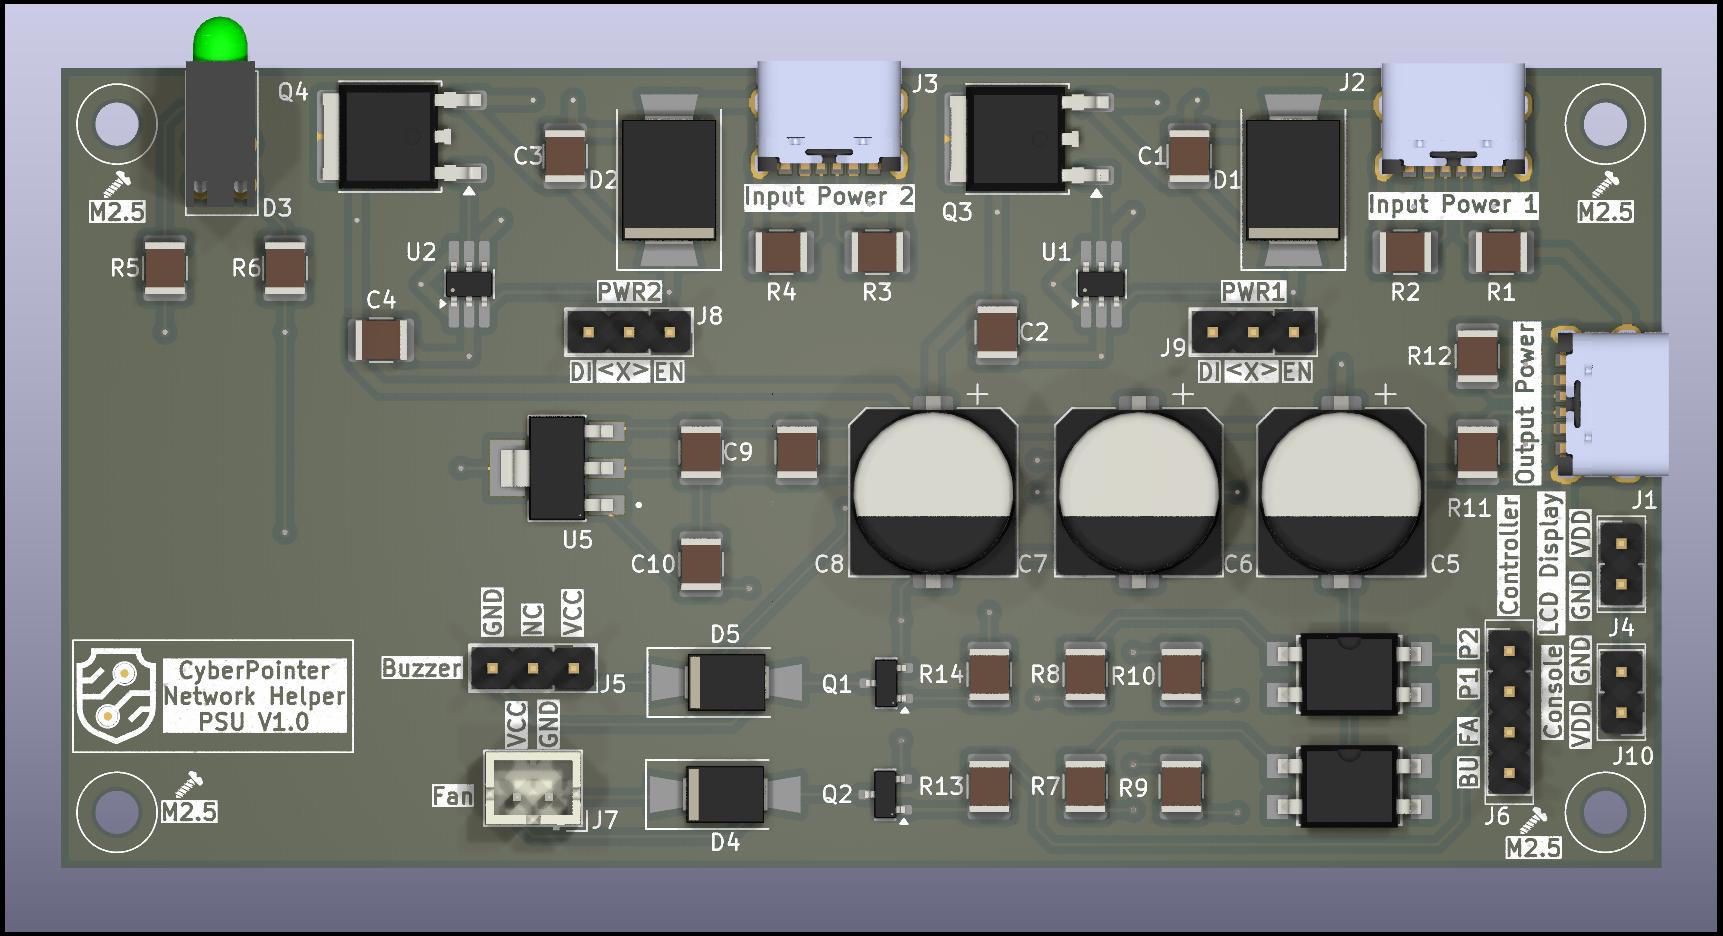 Q4
J3
J2
C3
D2
C1
D1
M2.5
D3
Input Power 2
Q3
Input Power 1
M2.5
R5
R6
U2
U1
C4
PWR2
R4
R3
PWR1
R2
R1
J8
C2
J9
R12
DI <X> EN
DI <X> EN
Output Power
+
+
+
C9
U5
R11
J1
C10
C8
C7
C6
C5
Controller
LCD Display
VDD
GND
J4
GND
NC
VCC
D5
Buzzer
J5
Q1
R14
R8
R10
P2
P1
FA
BU
Console
GND
VDD
J10
CyberPointer
Network Helper
PSU V1.0
VCC
GND
Fan
J7
M2.5
D4
Q2
R13
R7
R9
J6
M2.5